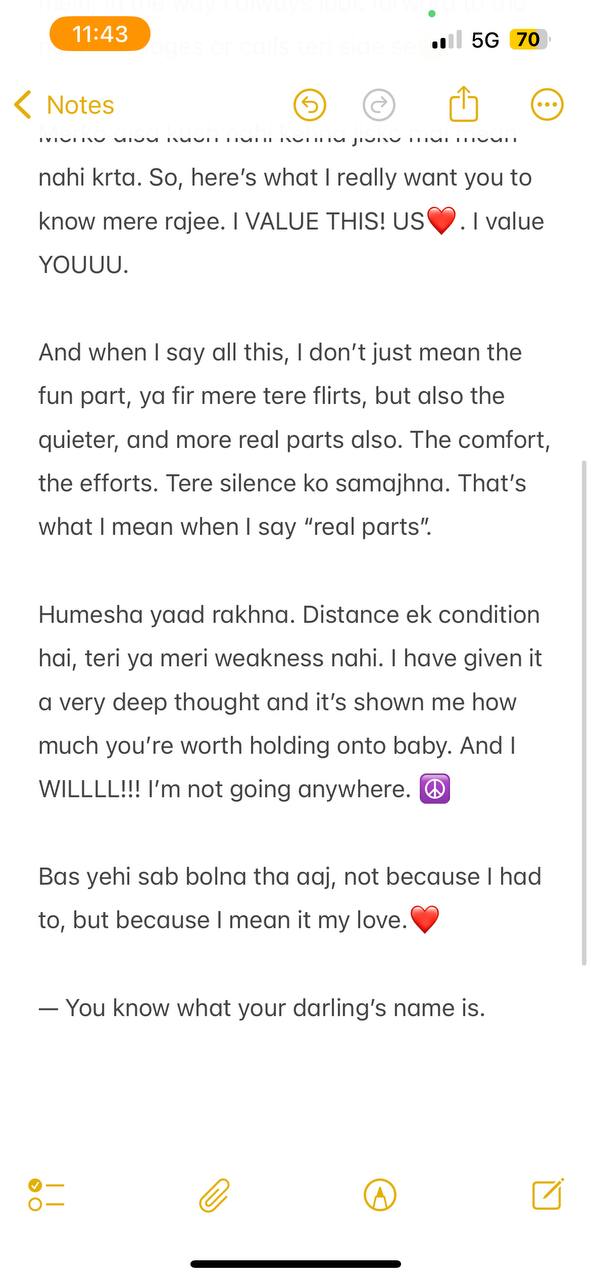 11:43
5G 70
Notes
nahi krta. So, here’s what I really want you to
know mere rajee. I VALUE THIS! US❤️. I value
YOUUU.
And when I say all this, I don’t just mean the
fun part, ya fir mere tere flirts, but also the
quieter, and more real parts also. The comfort,
the efforts. Tere silence ko samajhna. That’s
what I mean when I say “real parts”.
Humesha yaad rakhna. Distance ek condition
hai, teri ya meri weakness nahi. I have given it
a very deep thought and it’s shown me how
much you’re worth holding onto baby. And I
WILLLL!!! I’m not going anywhere. ☮️
Bas yehi sab bolna tha aaj, not because I had
to, but because I mean it my love.❤️
— You know what your darling’s name is.